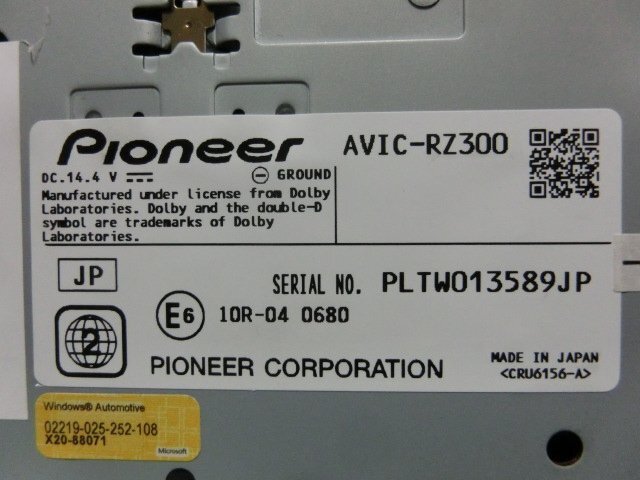 Pioneer
AVIC-RZ300
DC.14.4 V
⊖ GROUND
Manufactured under license from Dolby
Laboratories. Dolby and the double-D
symbol are trademarks of Dolby
Laboratories.
JP
SERIAL NO. PLTW013589JP
E6 10R-04 0680
2
PIONEER CORPORATION
MADE IN JAPAN
<CRU6156-A>
Windows® Automotive
02219-025-252-108
X20-88071
Microsoft